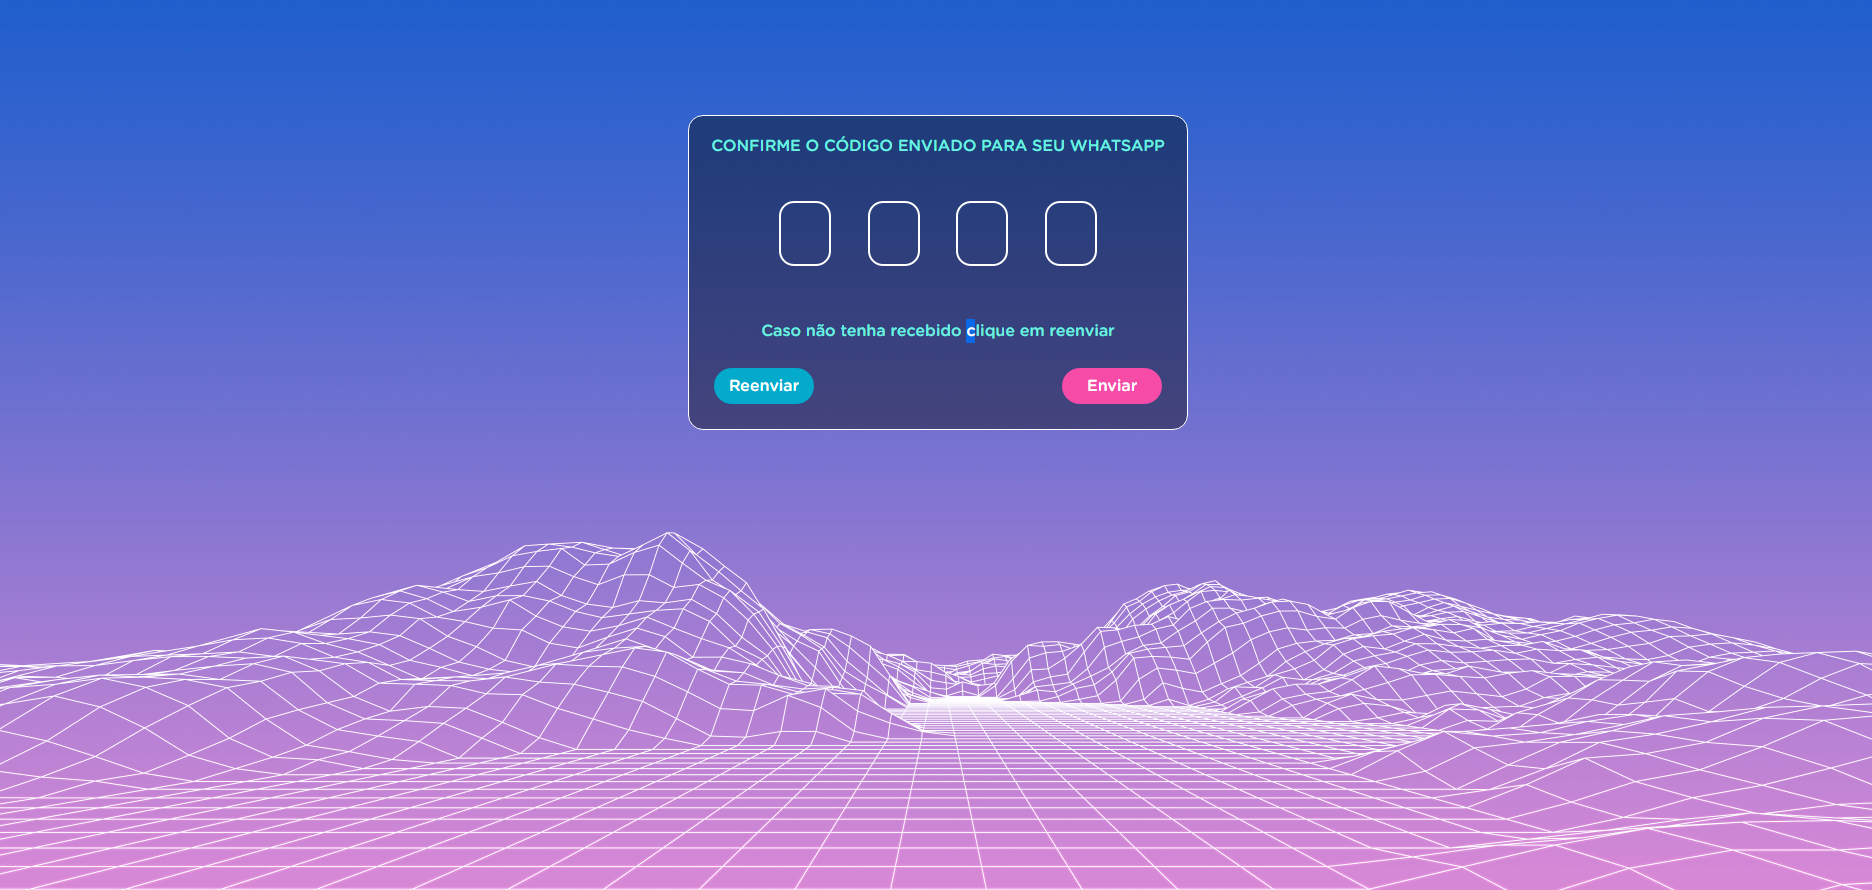 CONFIRME O CÓDIGO ENVIADO PARA SEU WHATSAPP
Caso não tenha recebido clique em reenviar
Reenviar
Enviar